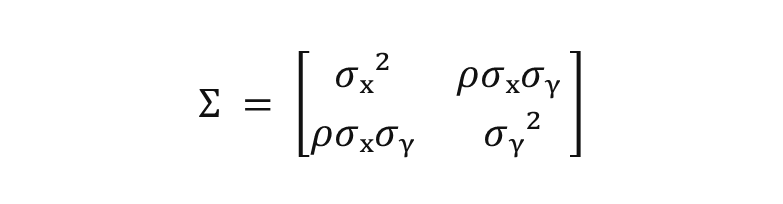 Σ = [ σₓ² ρσₓσᵧ
ρσₓσᵧ σᵧ² ]